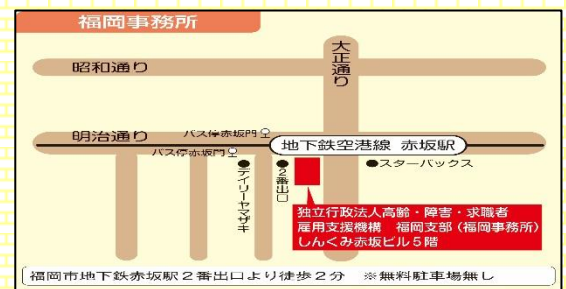 福岡事務所
大正通り
昭和通り
明治通り
バス停赤坂門
地下鉄空港線 赤坂駅
バス停赤坂門
●デイリーヤマザキ
●2番出口
●スターバックス
独立行政法人高齢・障害・求職者
雇用支援機構 福岡支部（福岡事務所）
しんくみ赤坂ビル5階
福岡市地下鉄赤坂駅2番出口より徒歩2分 ※無料駐車場無し